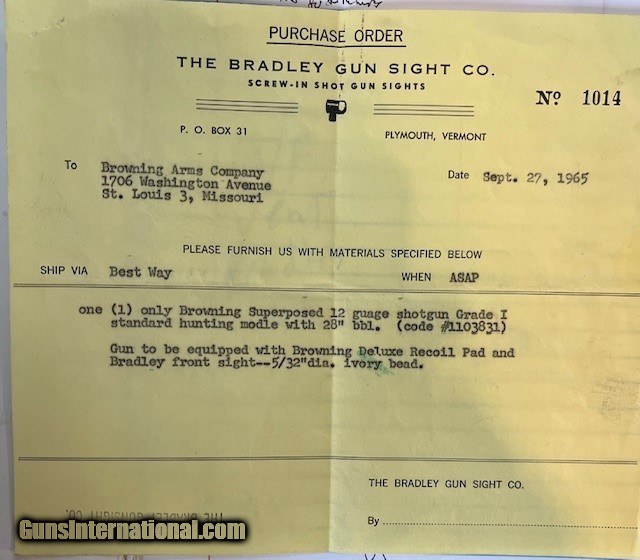 PURCHASE ORDER
THE BRADLEY GUN SIGHT CO.
SCREW-IN SHOT GUN SIGHTS
Nº 1014
P. O. BOX 31
PLYMOUTH, VERMONT
To Browning Arms Company
1706 Washington Avenue
St. Louis 3, Missouri
Date Sept. 27, 1965
PLEASE FURNISH US WITH MATERIALS SPECIFIED BELOW
SHIP VIA Best Way WHEN ASAP
one (1) only Browning Superposed 12 guage shotgun Grade I
standard hunting modle with 28" bbl. (code #1103831)
Gun to be equipped with Browning Deluxe Recoil Pad and
Bradley front sight--5/32"dia. ivory bead.
THE BRADLEY GUN SIGHT CO.
THE BRADLEY GUNSIGHT CO.
By
GunsInternational.com